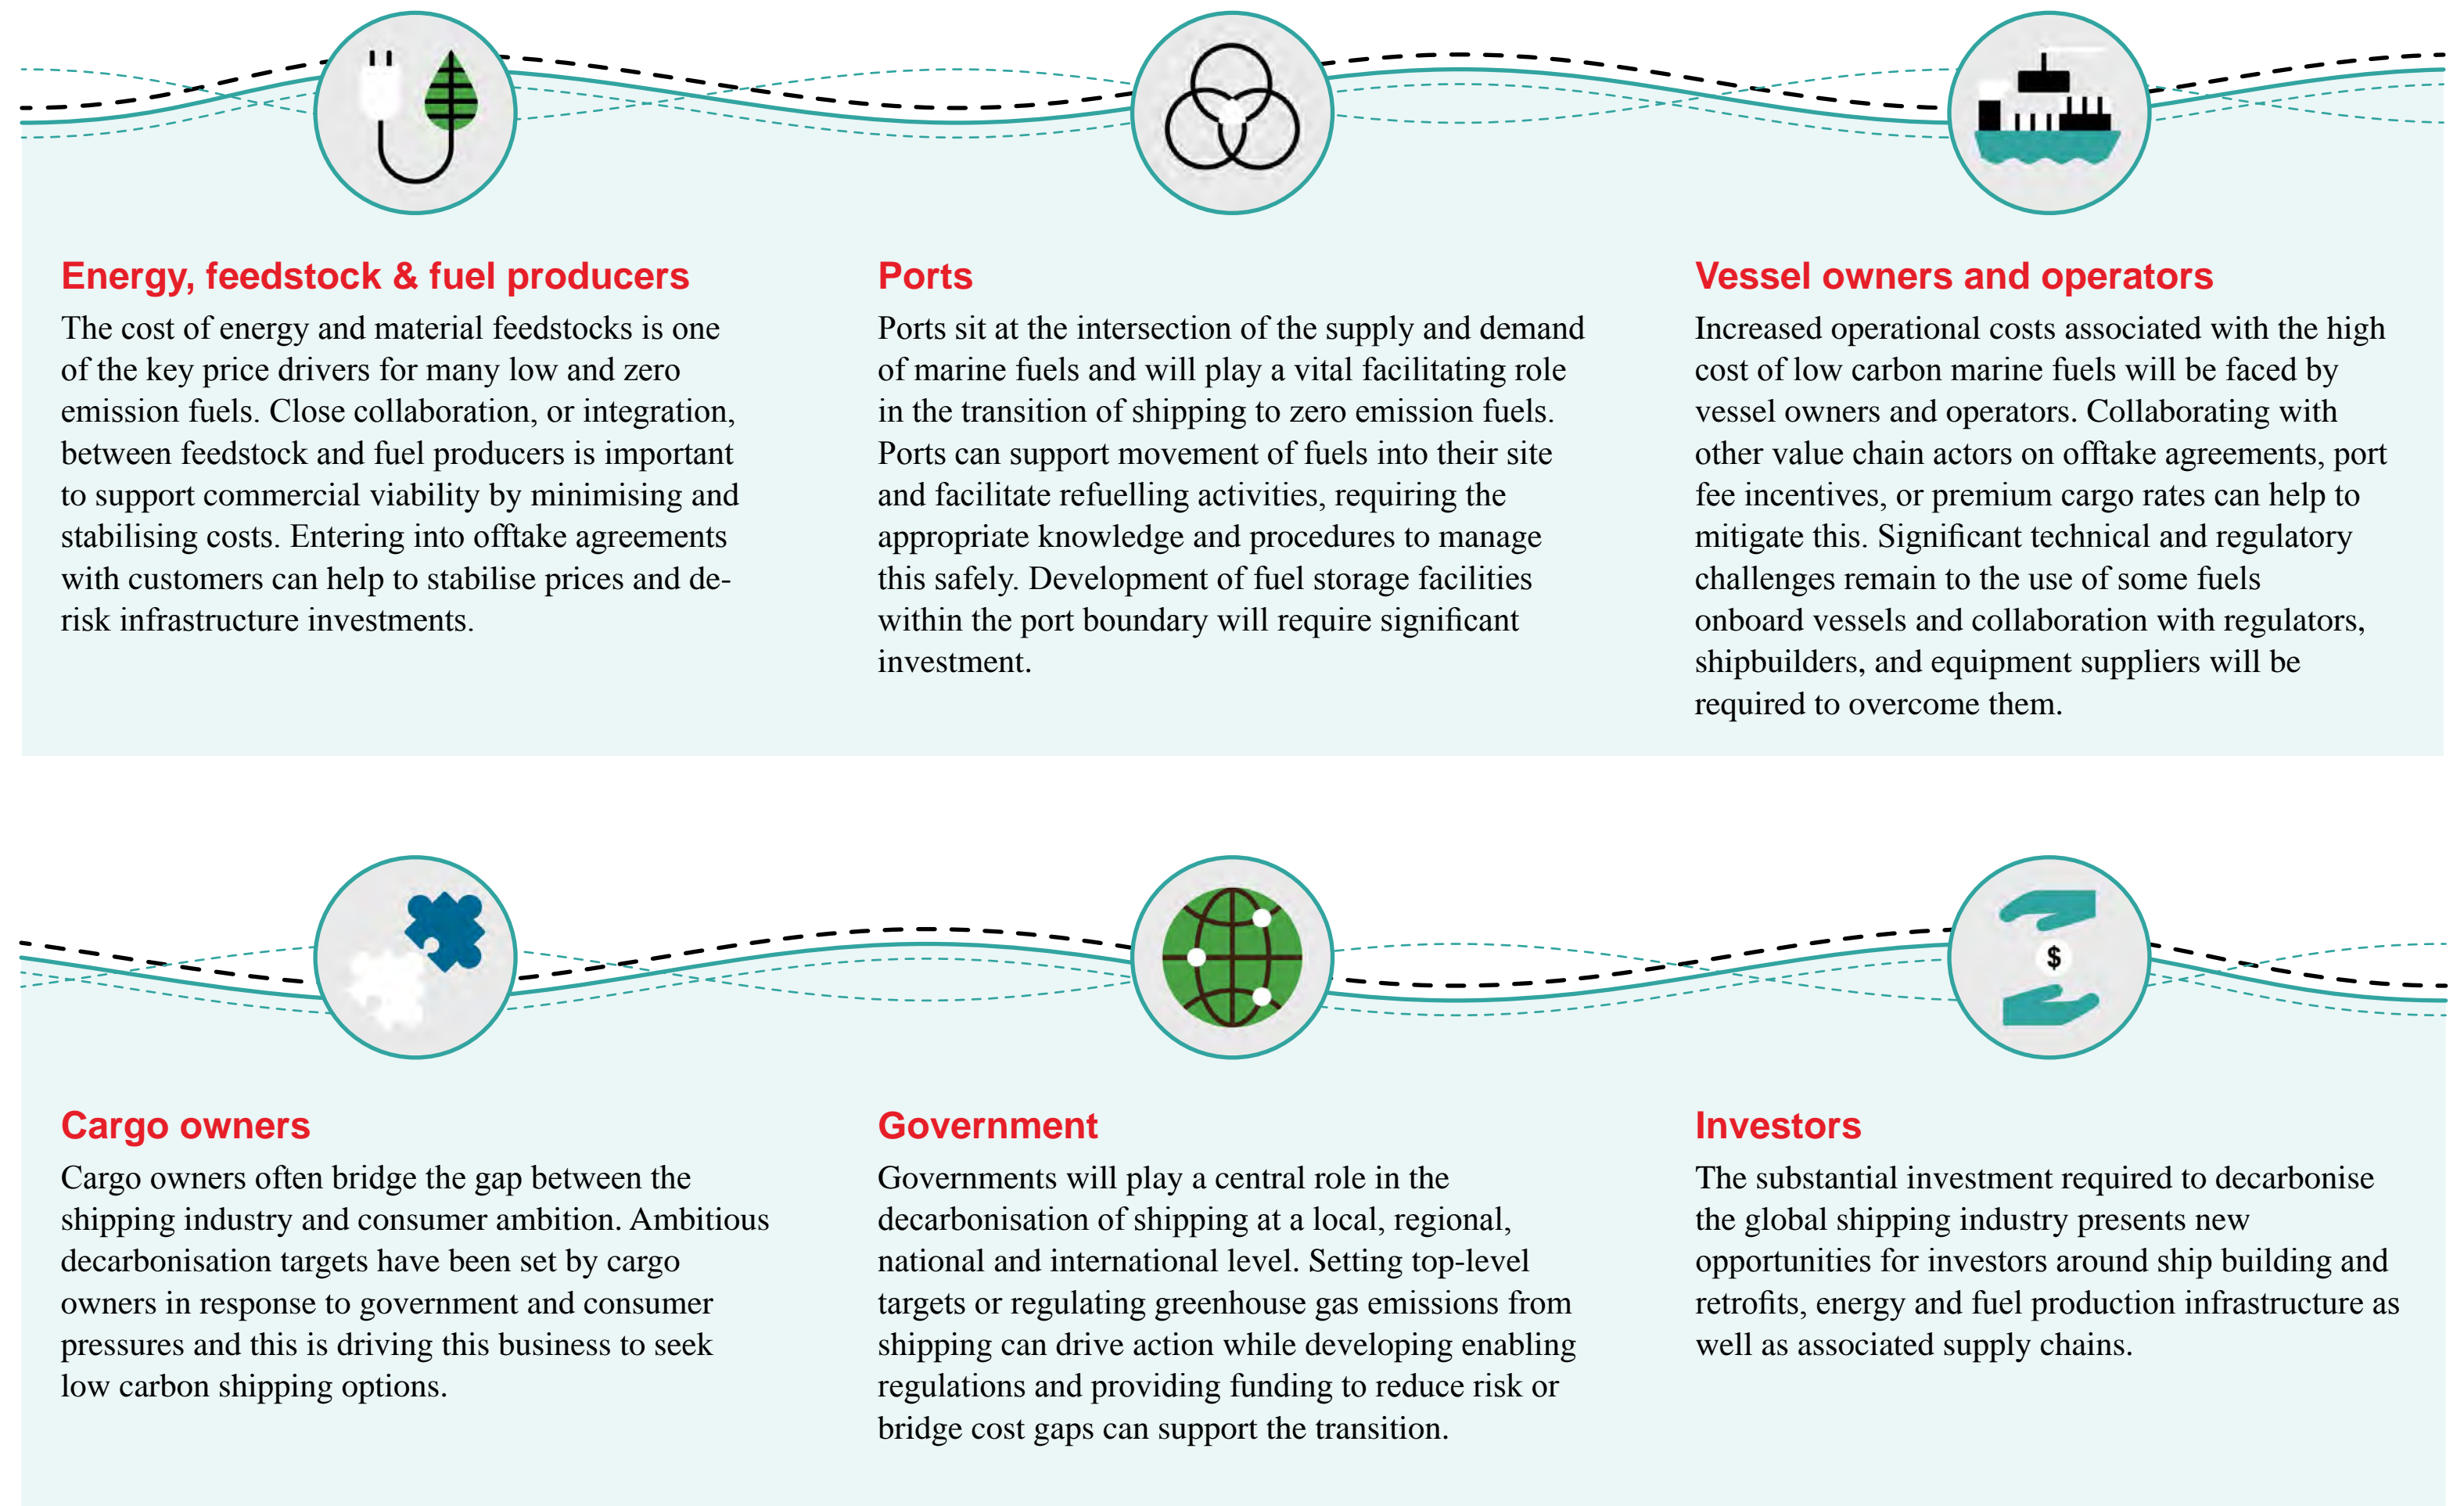 Energy, feedstock & fuel producers
The cost of energy and material feedstocks is one
of the key price drivers for many low and zero
emission fuels. Close collaboration, or integration,
between feedstock and fuel producers is important
to support commercial viability by minimising and
stabilising costs. Entering into offtake agreements
with customers can help to stabilise prices and de-
risk infrastructure investments.
Ports
Ports sit at the intersection of the supply and demand
of marine fuels and will play a vital facilitating role
in the transition of shipping to zero emission fuels.
Ports can support movement of fuels into their site
and facilitate refuelling activities, requiring the
appropriate knowledge and procedures to manage
this safely. Development of fuel storage facilities
within the port boundary will require significant
investment.
Vessel owners and operators
Increased operational costs associated with the high
cost of low carbon marine fuels will be faced by
vessel owners and operators. Collaborating with
other value chain actors on offtake agreements, port
fee incentives, or premium cargo rates can help to
mitigate this. Significant technical and regulatory
challenges remain to the use of some fuels
onboard vessels and collaboration with regulators,
shipbuilders, and equipment suppliers will be
required to overcome them.
$
Cargo owners
Cargo owners often bridge the gap between the
shipping industry and consumer ambition. Ambitious
decarbonisation targets have been set by cargo
owners in response to government and consumer
pressures and this is driving this business to seek
low carbon shipping options.
Government
Governments will play a central role in the
decarbonisation of shipping at a local, regional,
national and international level. Setting top-level
targets or regulating greenhouse gas emissions from
shipping can drive action while developing enabling
regulations and providing funding to reduce risk or
bridge cost gaps can support the transition.
Investors
The substantial investment required to decarbonise
the global shipping industry presents new
opportunities for investors around ship building and
retrofits, energy and fuel production infrastructure as
well as associated supply chains.